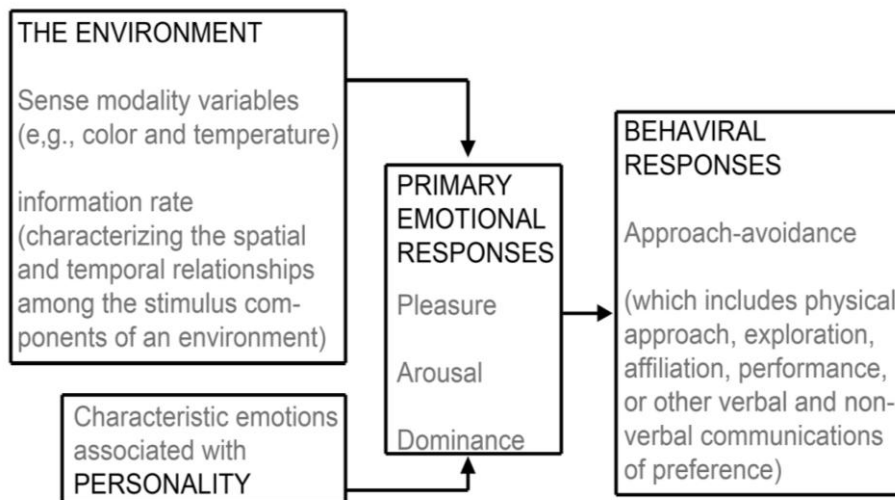 THE ENVIRONMENT
Sense modality variables
(e,g., color and temperature)
information rate
(characterizing the spatial
and temporal relationships
among the stimulus com-
ponents of an environment)
Characteristic emotions
associated with
PERSONALITY
PRIMARY
EMOTIONAL
RESPONSES
Pleasure
Arousal
Dominance
BEHAVIRAL
RESPONSES
Approach-avoidance
(which includes physical
approach, exploration,
affiliation, performance,
or other verbal and non-
verbal communications
of preference)